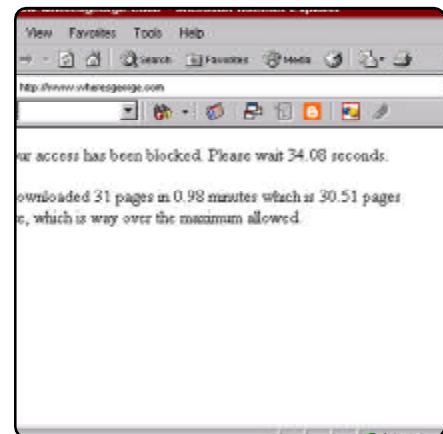 View Favorites Tools Help
Search Favorites Media
http://www.wheresgeorge.com
ur access has been blocked. Please wait 34.08 seconds.
ownloaded 31 pages in 0.98 minutes which is 30.51 pages
e, which is way over the maximum allowed.